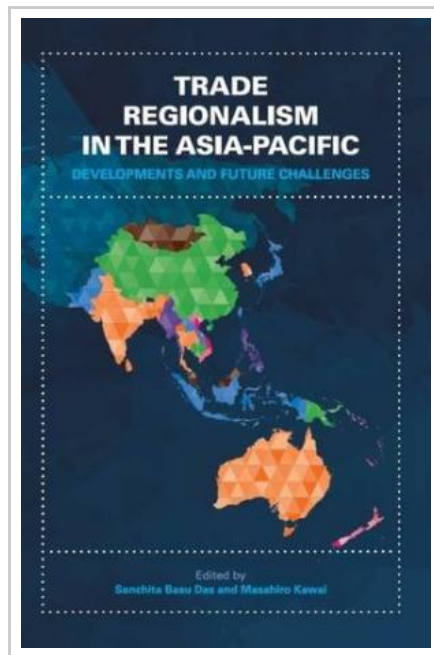 TRADE
REGIONALISM
IN THE ASIA-PACIFIC
DEVELOPMENTS AND FUTURE CHALLENGES
Edited by
Sanchita Basu Das and Masahiro Kawai